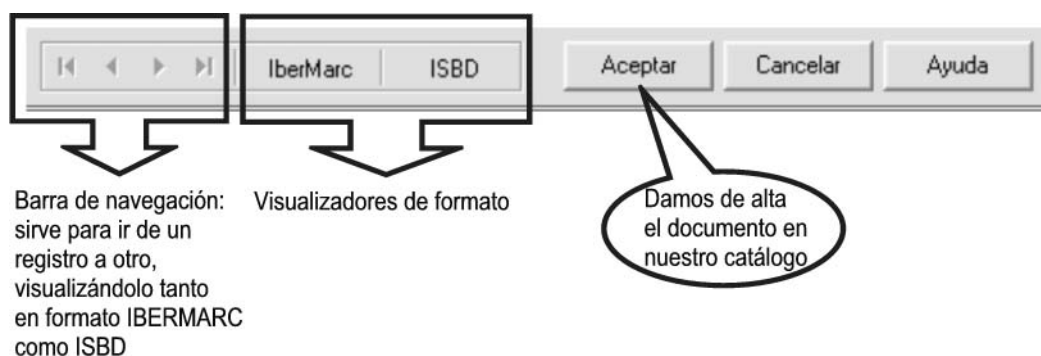 IberMarc ISBD Aceptar Cancelar Ayuda
Barra de navegación:
sirve para ir de un
registro a otro,
visualizándolo tanto
en formato IBERMARC
como ISBD
Visualizadores de formato
Damos de alta
el documento en
nuestro catálogo